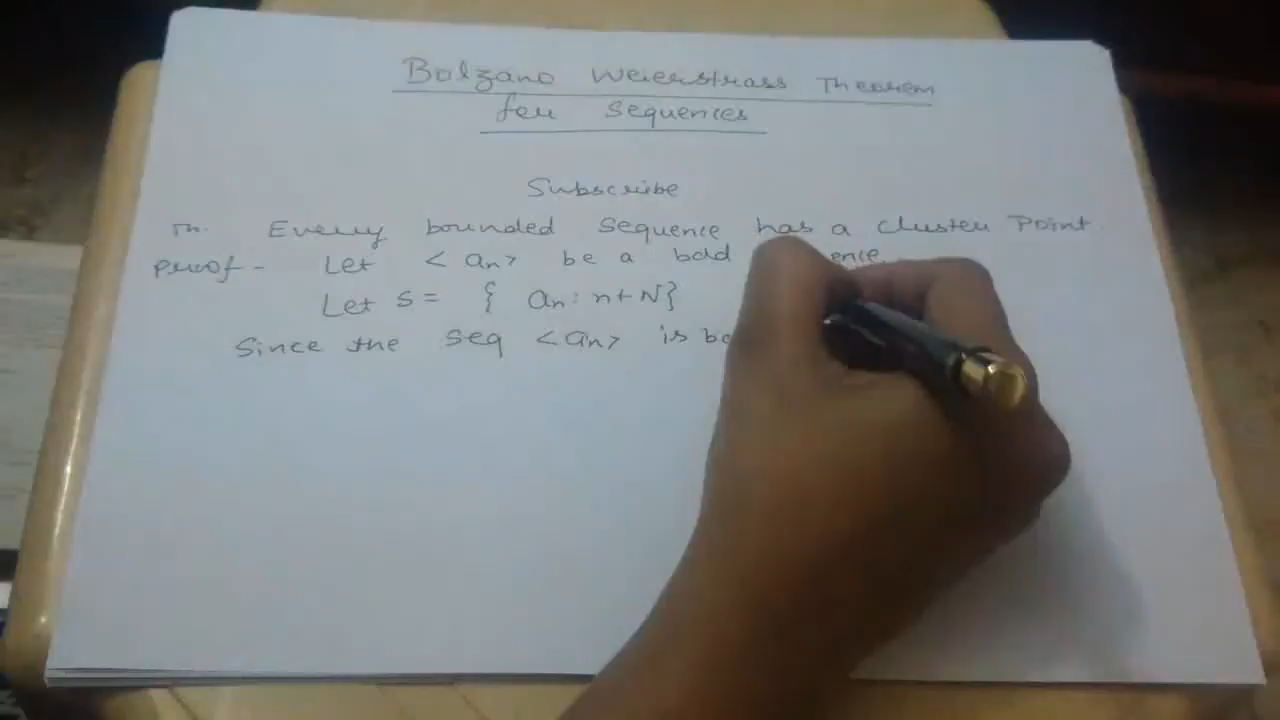 Bolzano Weierstrass Theorem
for Sequences
Subscribe
Th. Every bounded sequence has a cluster Point.
Proof - Let < an > be a bdd ence
Let S = { an : n ∈ N }
Since the seq < an > is